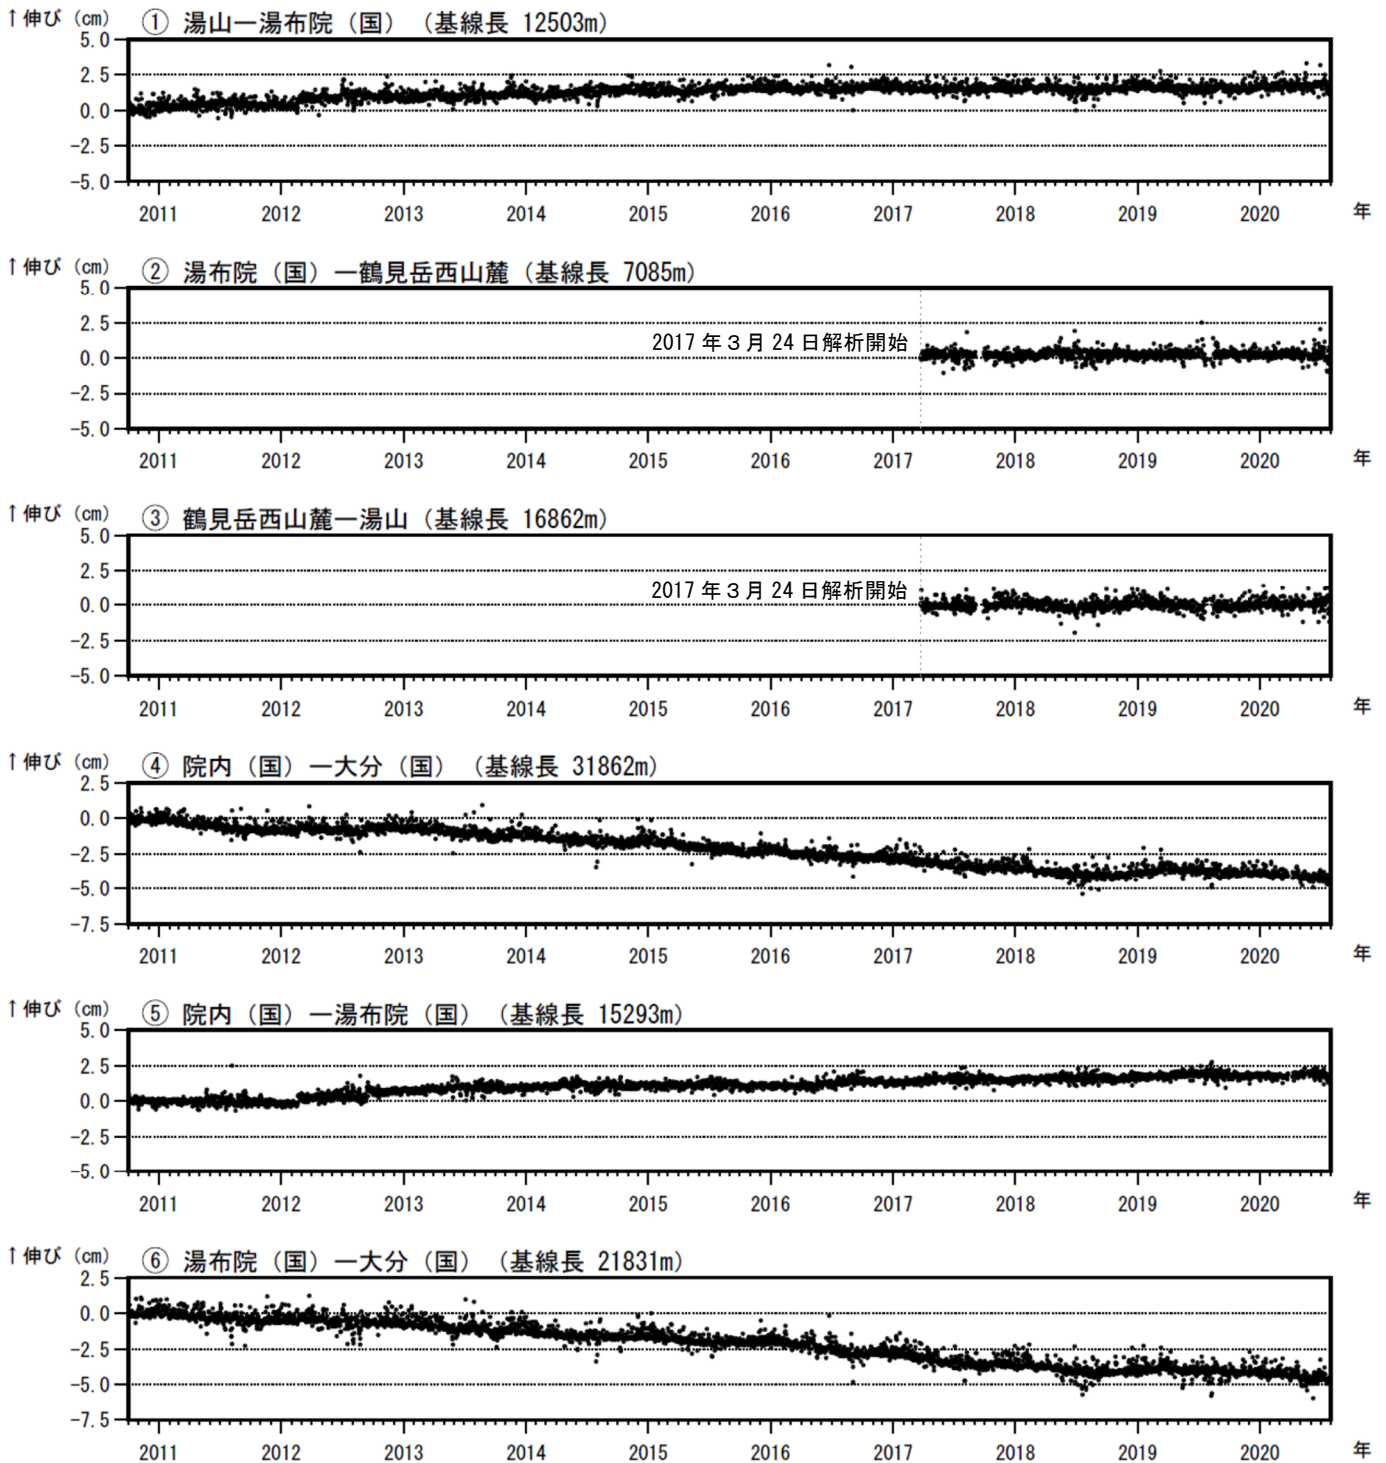 ↑伸び（cm） ① 湯山ー湯布院（国）（基線長 12503m）
5.0
2.5
0.0
-2.5
-5.0
2011 2012 2013 2014 2015 2016 2017 2018 2019 2020 年
↑伸び（cm） ② 湯布院（国）ー鶴見岳西山麓（基線長 7085m）
5.0
2.5
2017 年３月 24 日解析開始
0.0
-2.5
-5.0
2011 2012 2013 2014 2015 2016 2017 2018 2019 2020 年
↑伸び（cm） ③ 鶴見岳西山麓ー湯山（基線長 16862m）
5.0
2.5
2017 年３月 24 日解析開始
0.0
-2.5
-5.0
2011 2012 2013 2014 2015 2016 2017 2018 2019 2020 年
↑伸び（cm） ④ 院内（国）ー大分（国）（基線長 31862m）
2.5
0.0
-2.5
-5.0
-7.5
2011 2012 2013 2014 2015 2016 2017 2018 2019 2020 年
↑伸び（cm） ⑤ 院内（国）ー湯布院（国）（基線長 15293m）
5.0
2.5
0.0
-2.5
-5.0
2011 2012 2013 2014 2015 2016 2017 2018 2019 2020 年
↑伸び（cm） ⑥ 湯布院（国）ー大分（国）（基線長 21831m）
2.5
0.0
-2.5
-5.0
-7.5
2011 2012 2013 2014 2015 2016 2017 2018 2019 2020 年